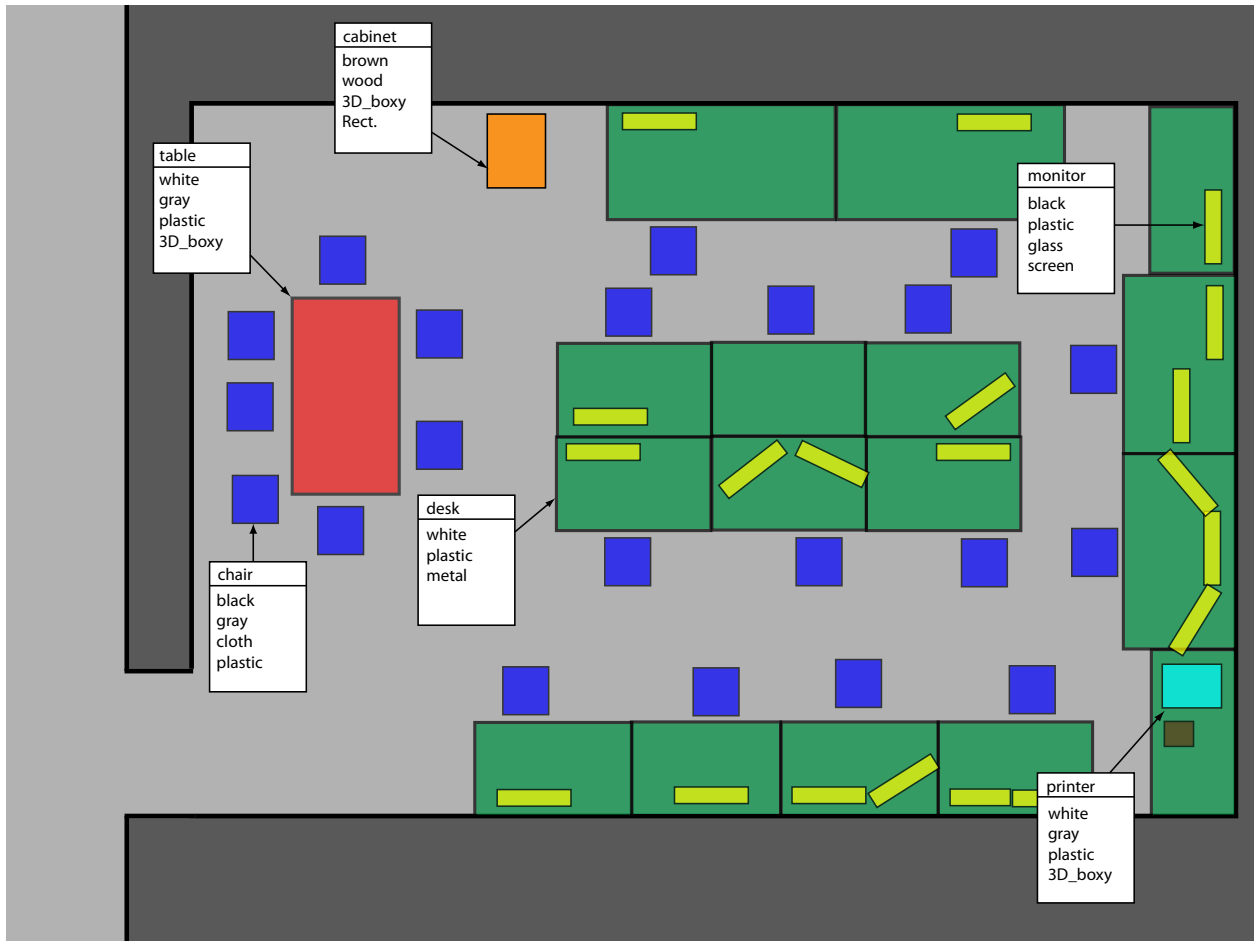 cabinet
brown
wood
3D_boxy
Rect.
table
white
gray
plastic
3D_boxy
monitor
black
plastic
glass
screen
desk
white
plastic
metal
chair
black
gray
cloth
plastic
printer
white
gray
plastic
3D_boxy